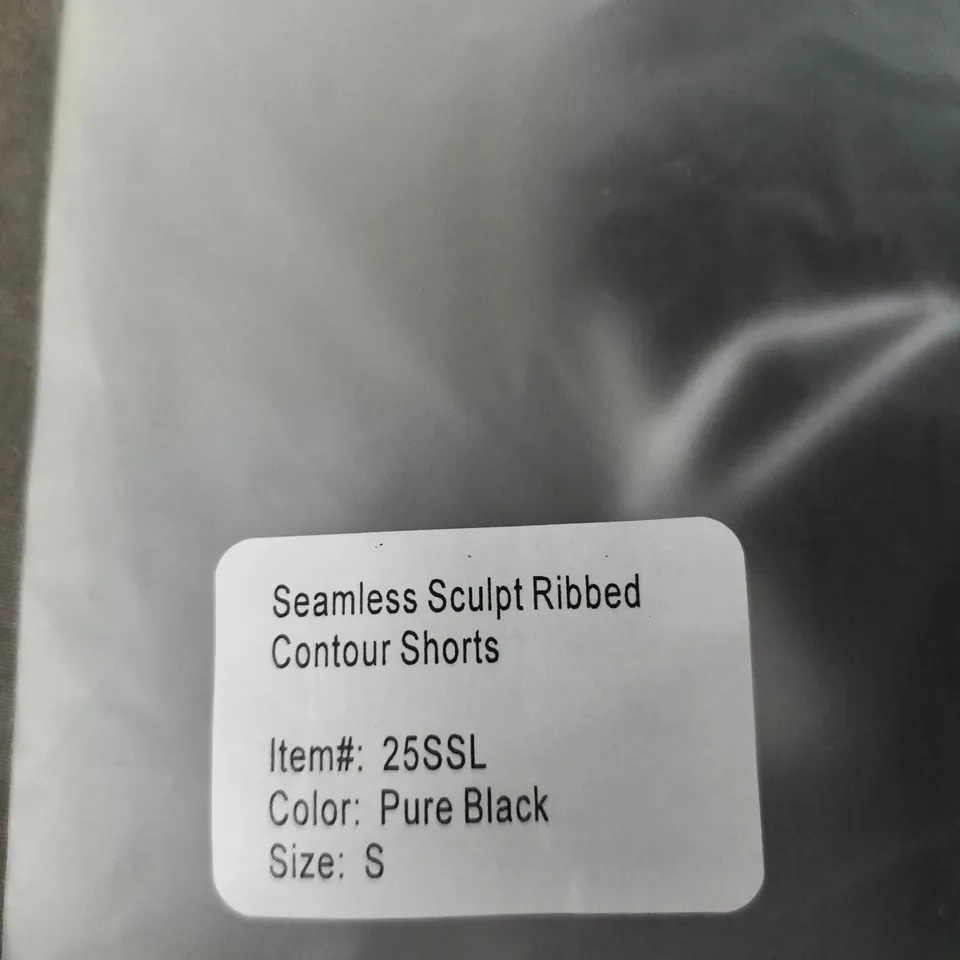 Seamless Sculpt Ribbed
Contour Shorts
Item#: 25SSL
Color: Pure Black
Size: S